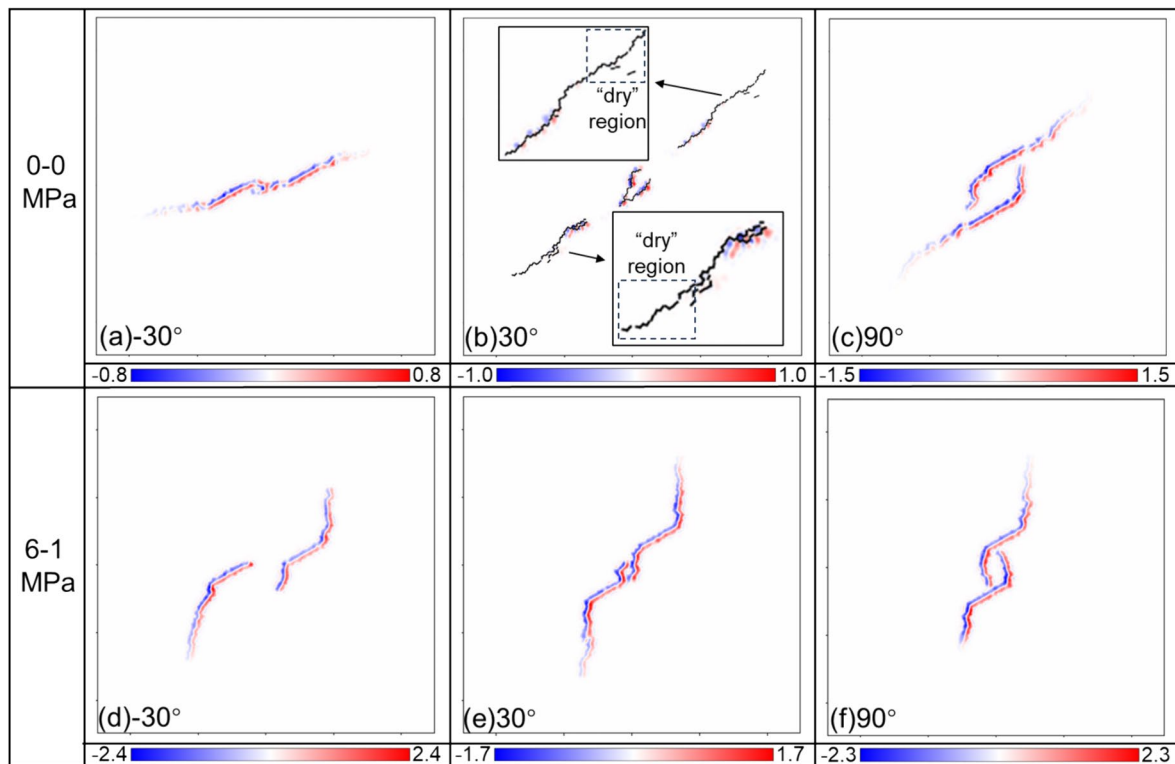 0-0
MPa
(a)-30°
-0.8 0.8
“dry”
region
“dry”
region
(b)30°
-1.0 1.0
(c)90°
-1.5 1.5
6-1
MPa
(d)-30°
-2.4 2.4
(e)30°
-1.7 1.7
(f)90°
-2.3 2.3